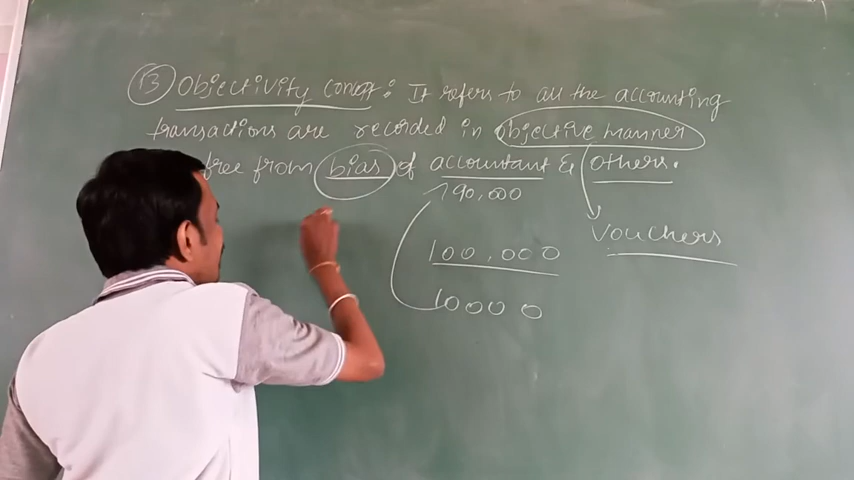 13 Objectivity Concept: It refers to all the accounting
transactions are recorded in objective manner
free from bias of accountant & others.
90,000
Vouchers
100,000
10000